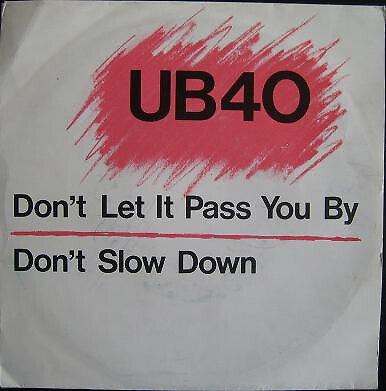 UB40
Don't Let It Pass You By
Don't Slow Down